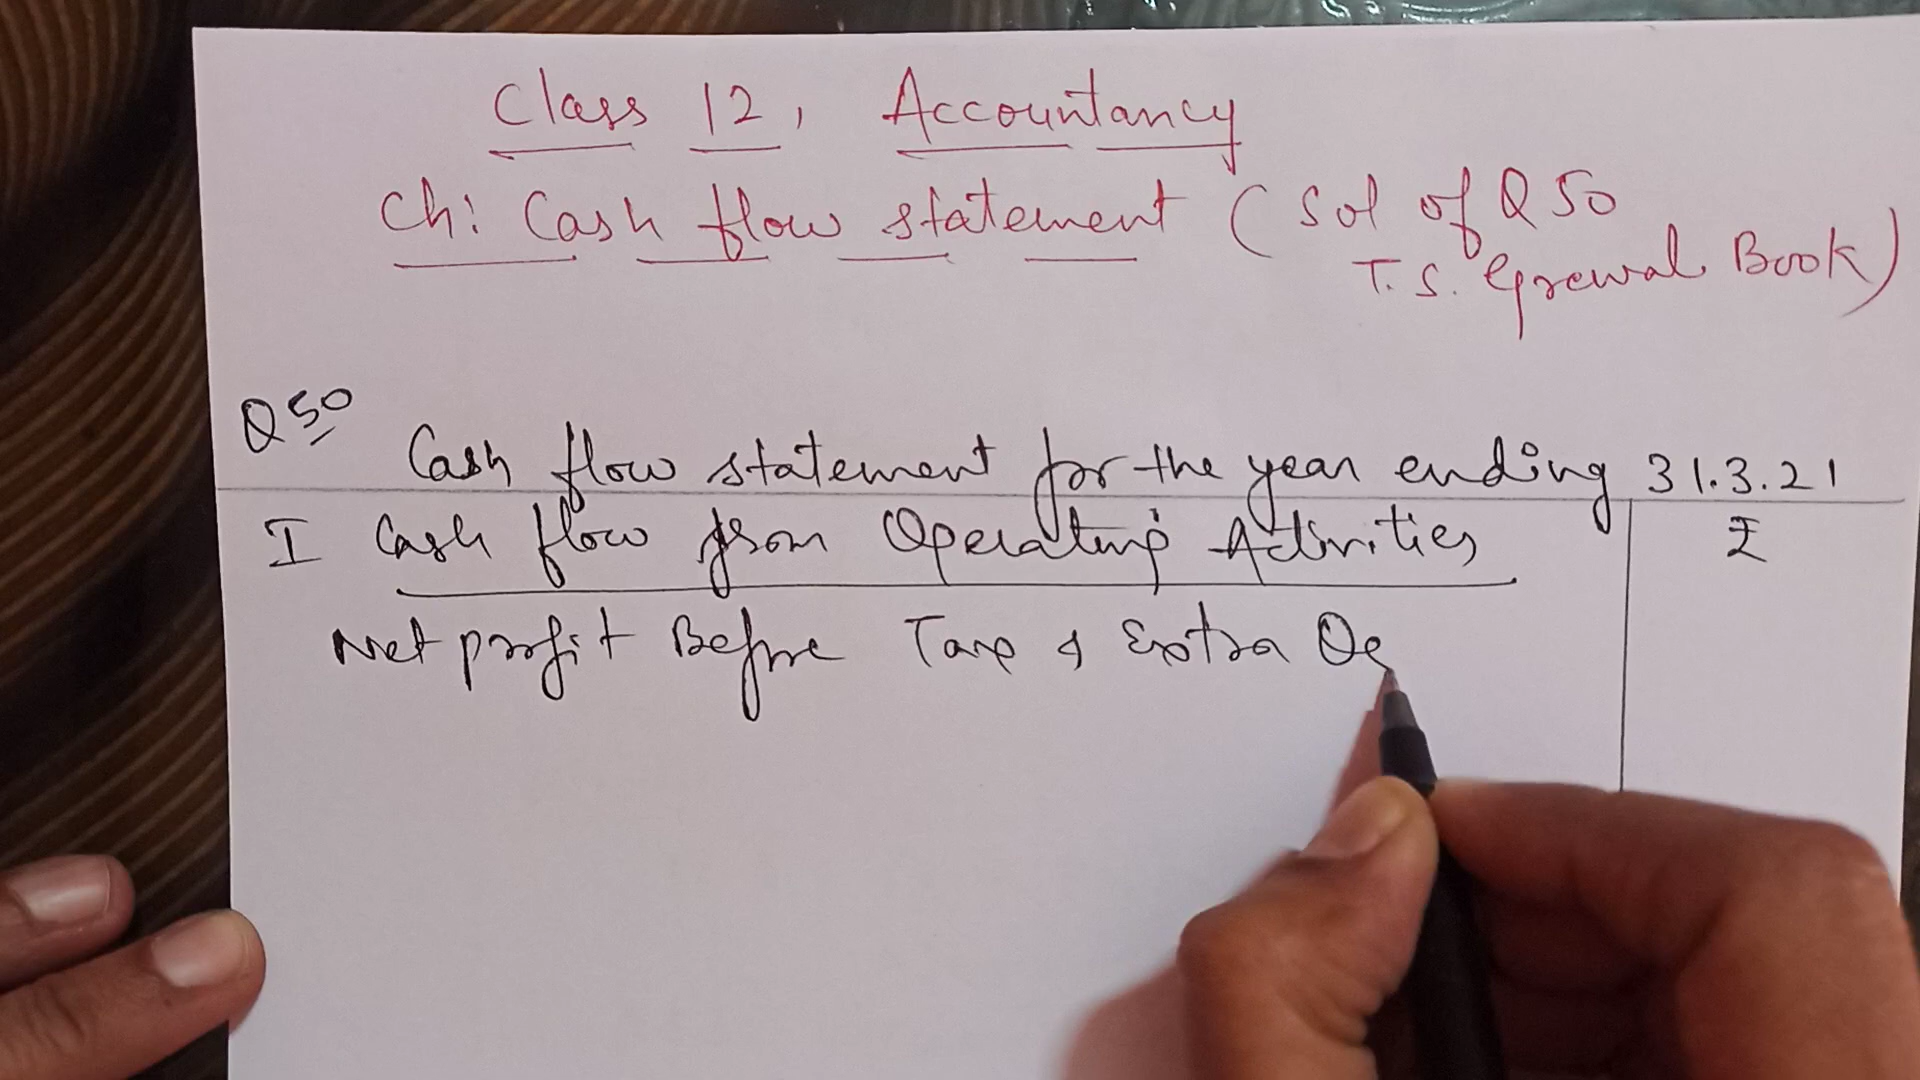 Class 12, Accountancy
Ch: Cash flow statement ( Sol of Q 50
T.S. Grewal Book)
Q 50
Cash flow statement for the year ending 31.3.21
I Cash flow from Operating Activities ₹
Net profit Before Tax & Extra